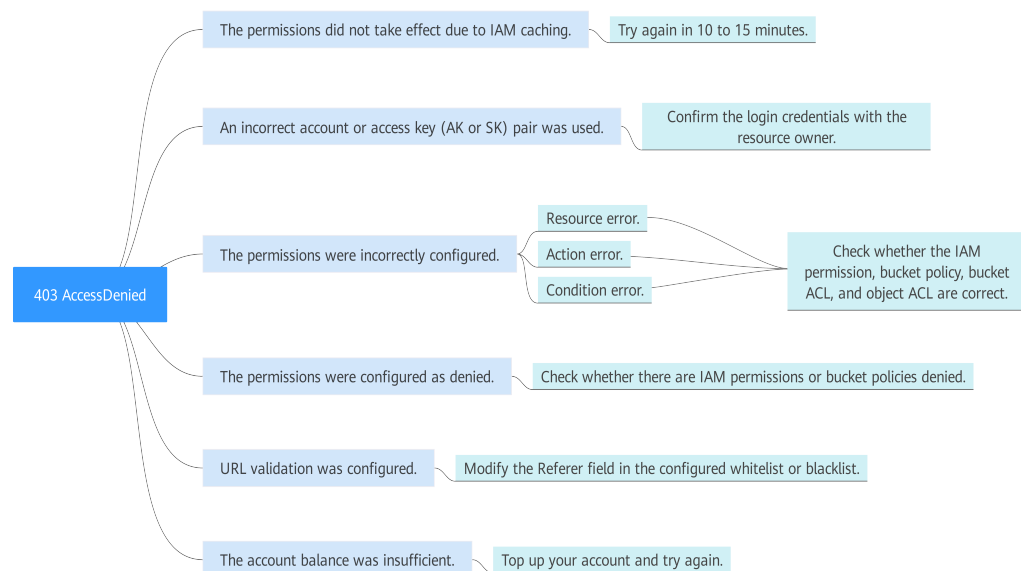 The permissions did not take effect due to IAM caching.
Try again in 10 to 15 minutes.
An incorrect account or access key (AK or SK) pair was used.
Confirm the login credentials with the
resource owner.
The permissions were incorrectly configured.
Resource error.
Action error.
Condition error.
Check whether the IAM
permission, bucket policy, bucket
ACL, and object ACL are correct.
403 AccessDenied
The permissions were configured as denied.
Check whether there are IAM permissions or bucket policies denied.
URL validation was configured.
Modify the Referer field in the configured whitelist or blacklist.
The account balance was insufficient.
Top up your account and try again.